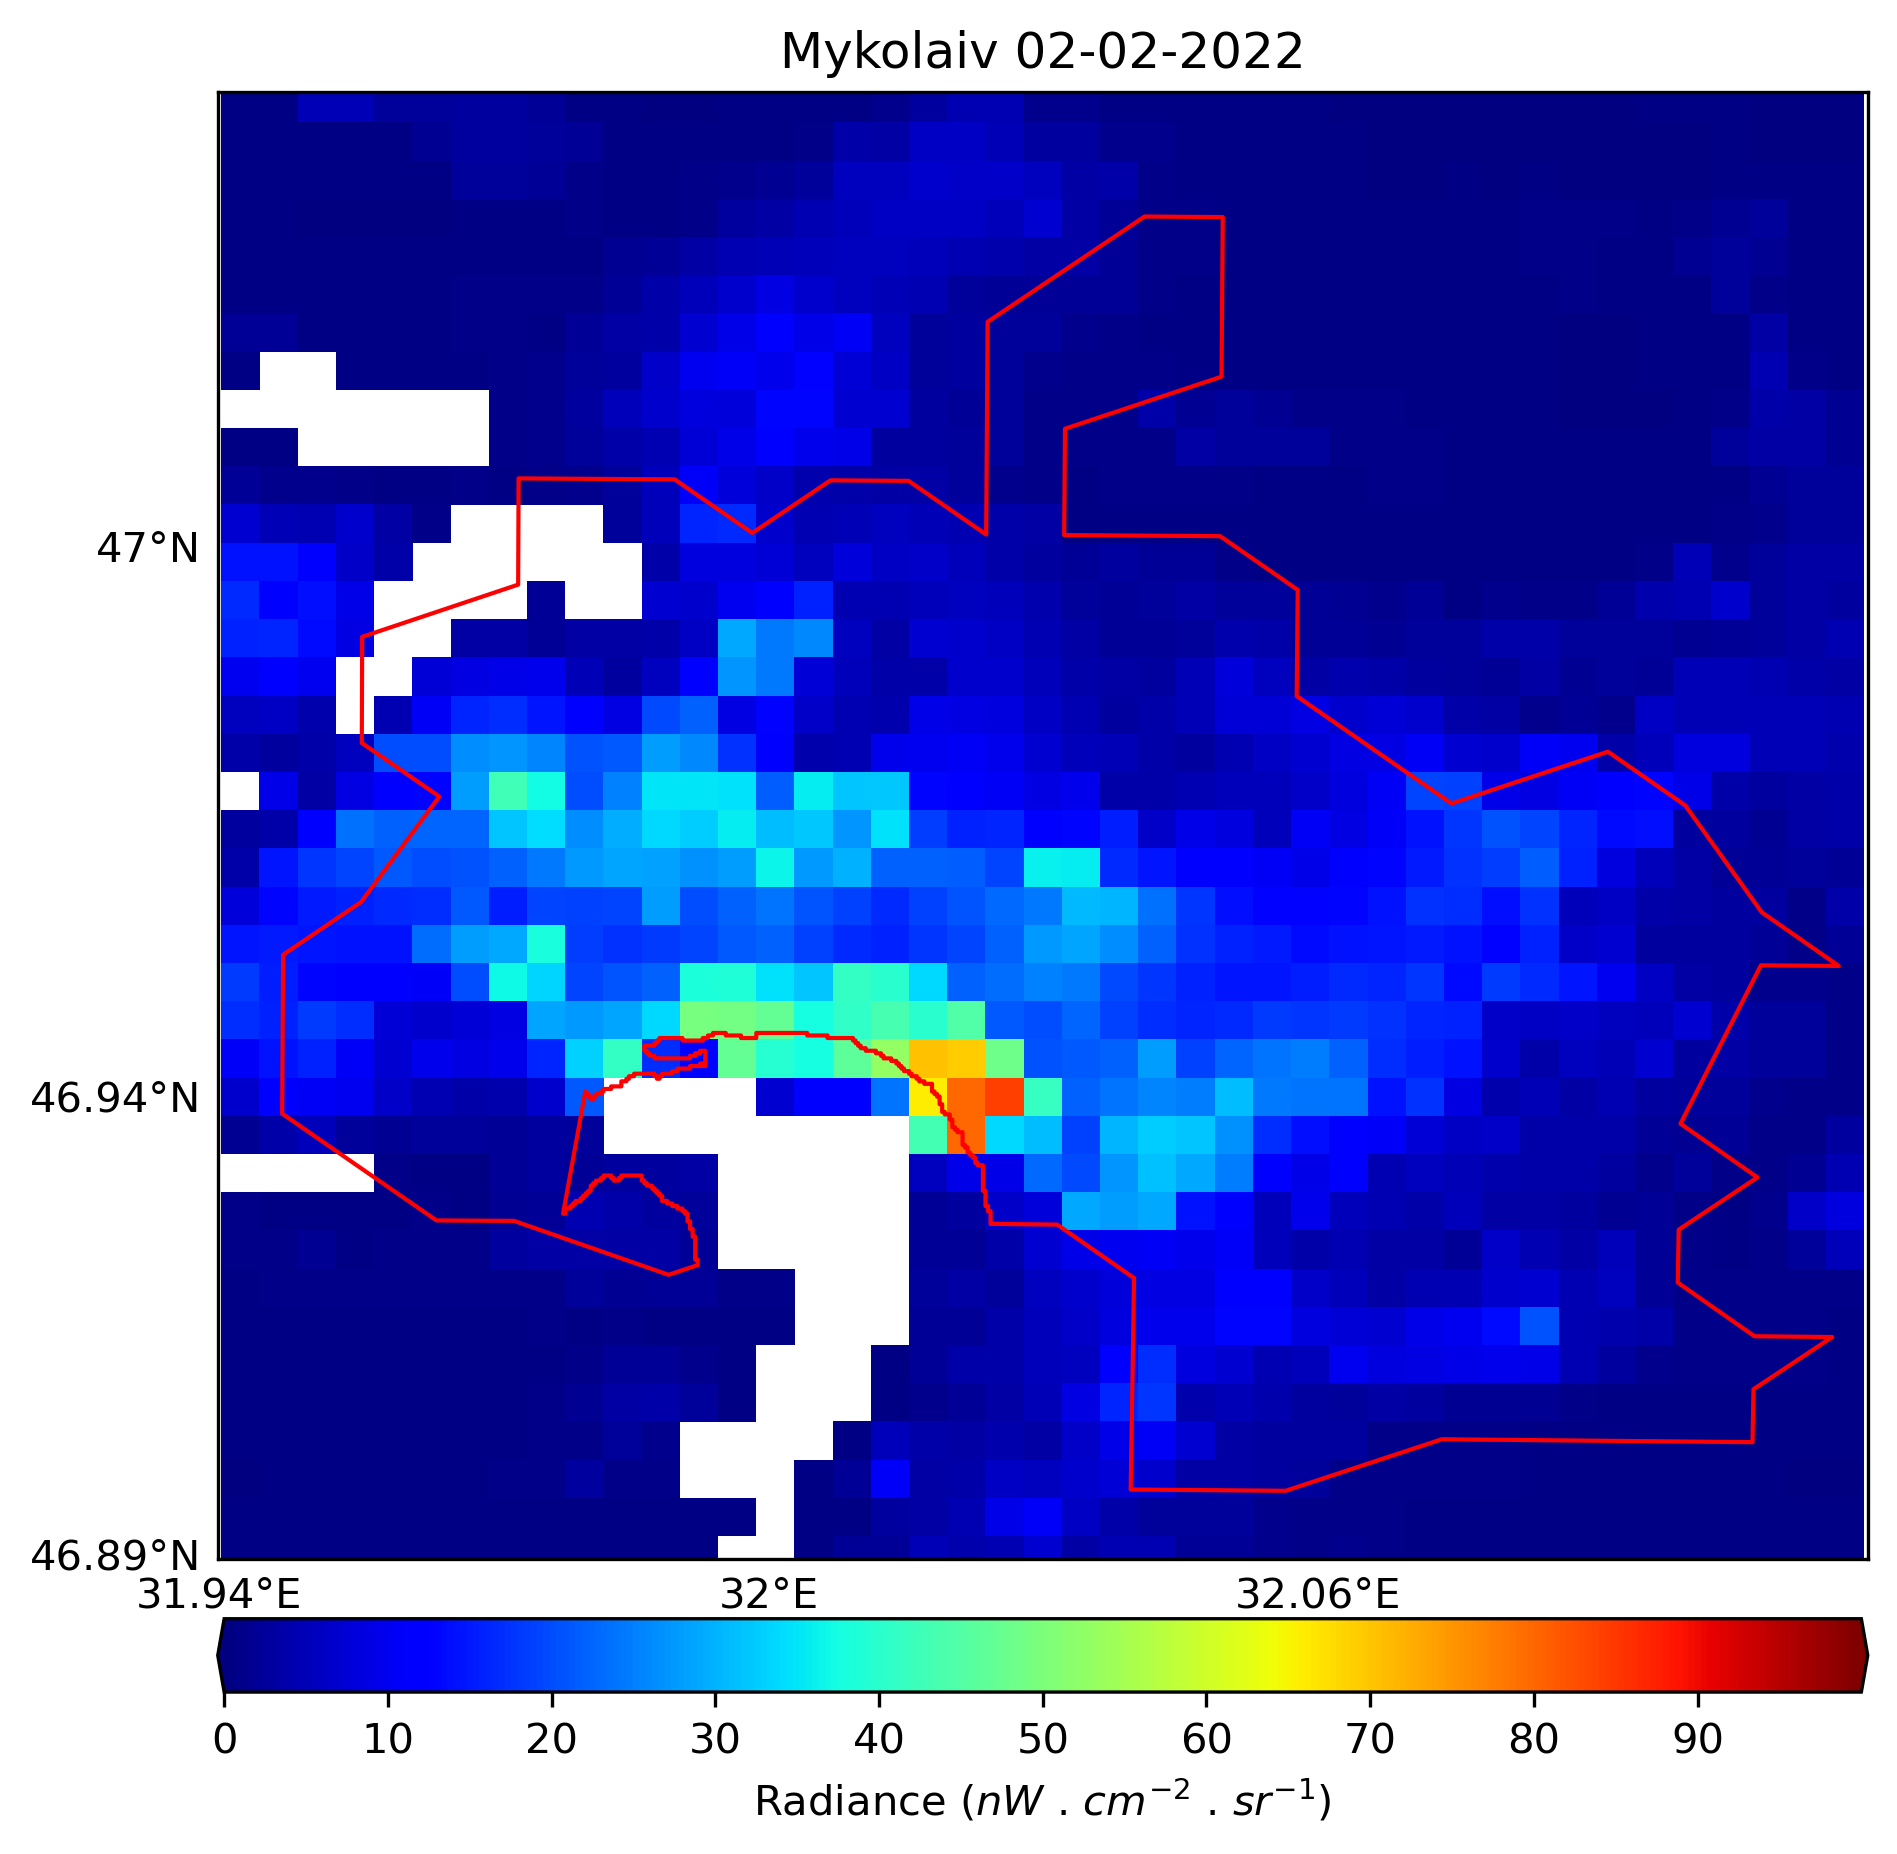 Mykolaiv 02-02-2022
47°N
46.94°N
46.89°N
31.94°E 32°E 32.06°E
0 10 20 30 40 50 60 70 80 90
Radiance (nW . cm⁻² . sr⁻¹)